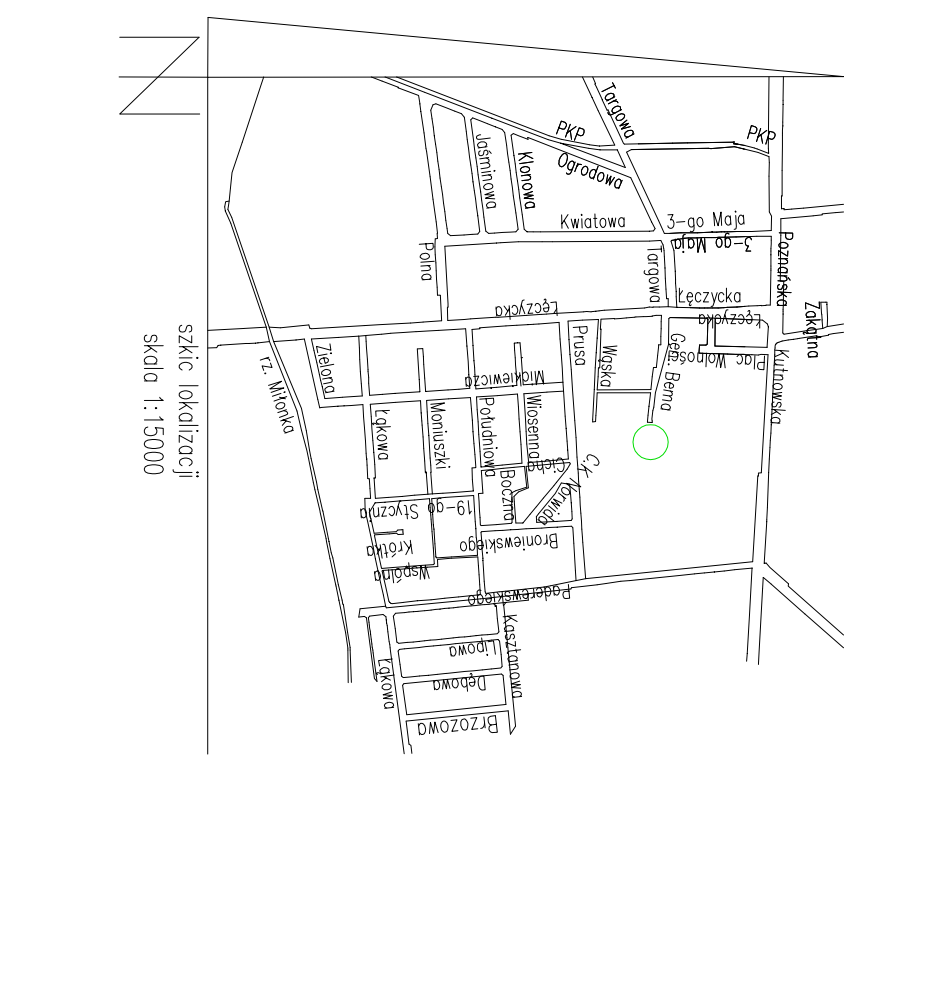 Targowa
PKP
PKP
Jaśminowa
Klonowa
Ogrodowa
Kwiatowa
3-go Maja
3-go Maja
Polna
Targowa
Poznańska
Łęczycka
Łęczycka
Łęczycka
Zakątna
szkic lokalizacji
skala 1:15000
rz. Miłonka
Zielona
Prusa
Wąska
Gen. Bema
Plac Wolności
Kutnowska
Mickiewicza
Łąkowa
Moniuszki
Południowa
Wiosenna
Cicha
C.K. Norwida
Boczna
19-go Stycznia
Krótka
Broniewskiego
Wspólna
Paderewskiego
Kasztanowa
Lipowa
Łąkowa
Dębowa
Brzozowa